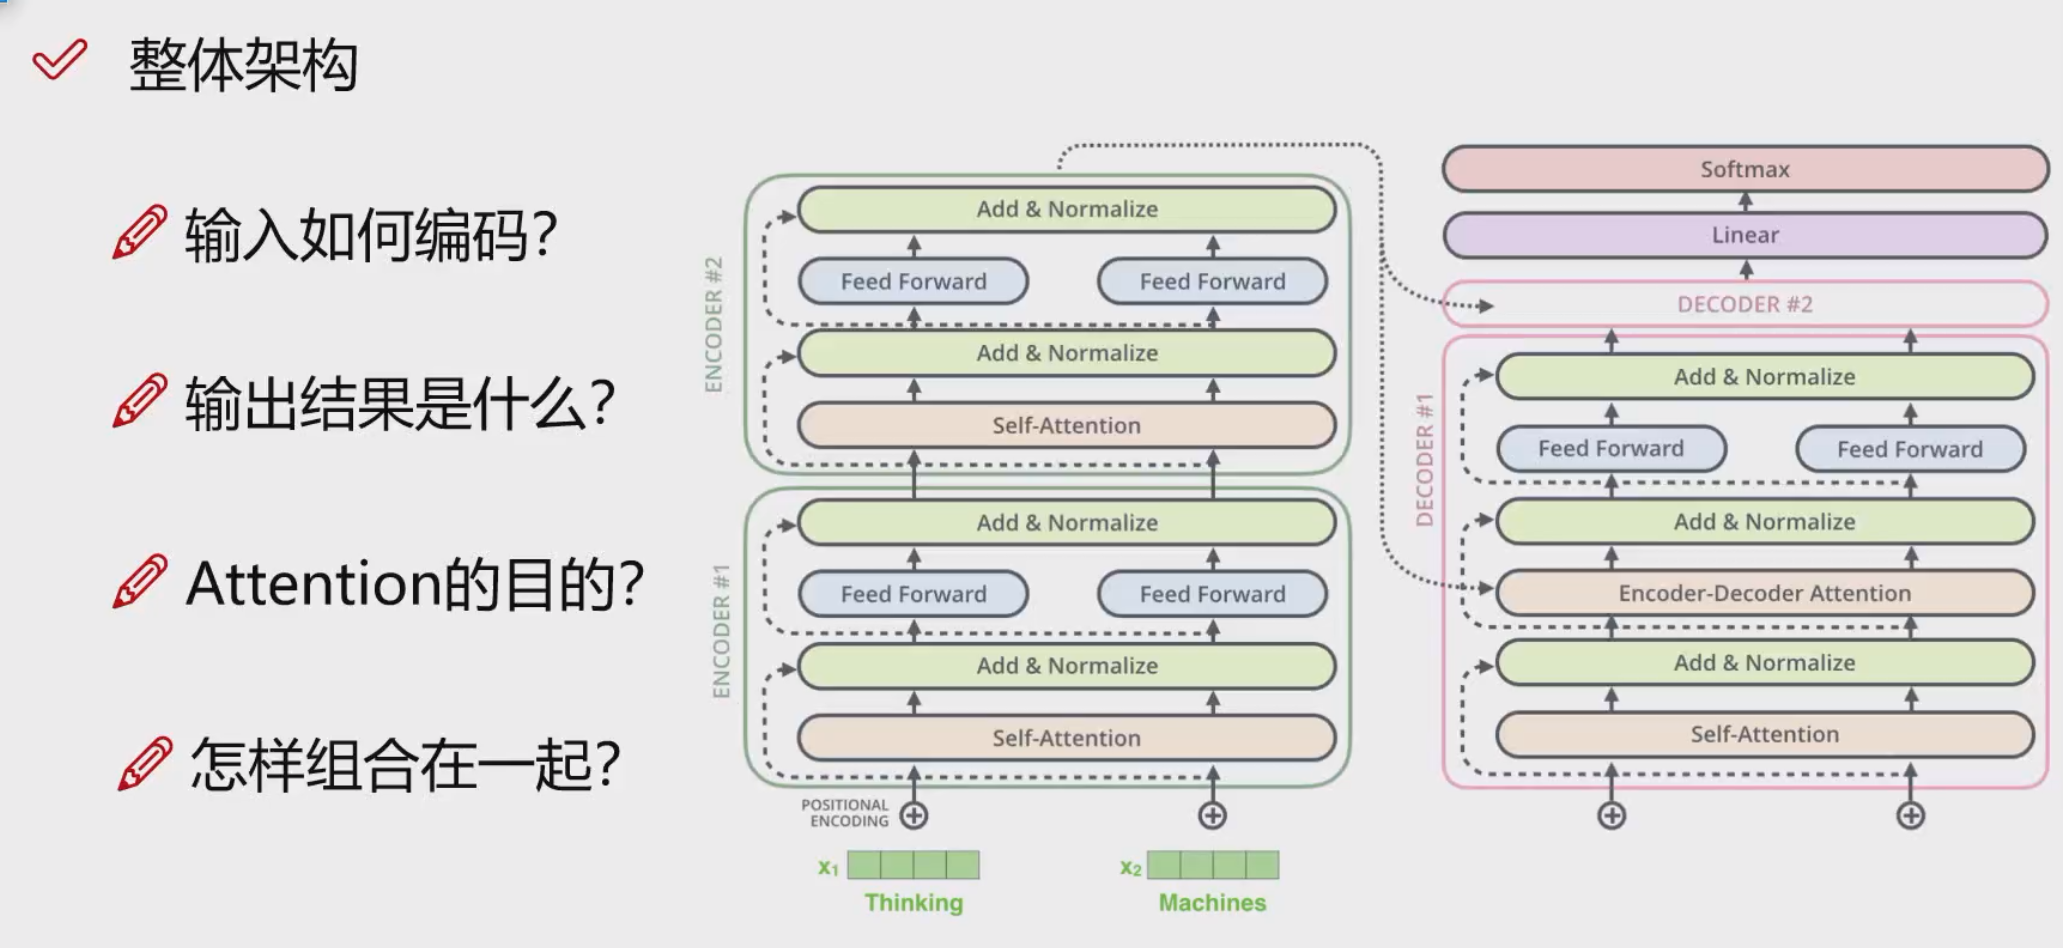 整体架构
输入如何编码？
输出结果是什么？
Attention的目的？
怎样组合在一起？
ENCODER #2
Add & Normalize
Feed Forward Feed Forward
Add & Normalize
Self-Attention
ENCODER #1
Add & Normalize
Feed Forward Feed Forward
Add & Normalize
Self-Attention
POSITIONAL
ENCODING
x1 x2
Thinking Machines
Softmax
Linear
DECODER #2
DECODER #1
Add & Normalize
Feed Forward Feed Forward
Add & Normalize
Encoder-Decoder Attention
Add & Normalize
Self-Attention